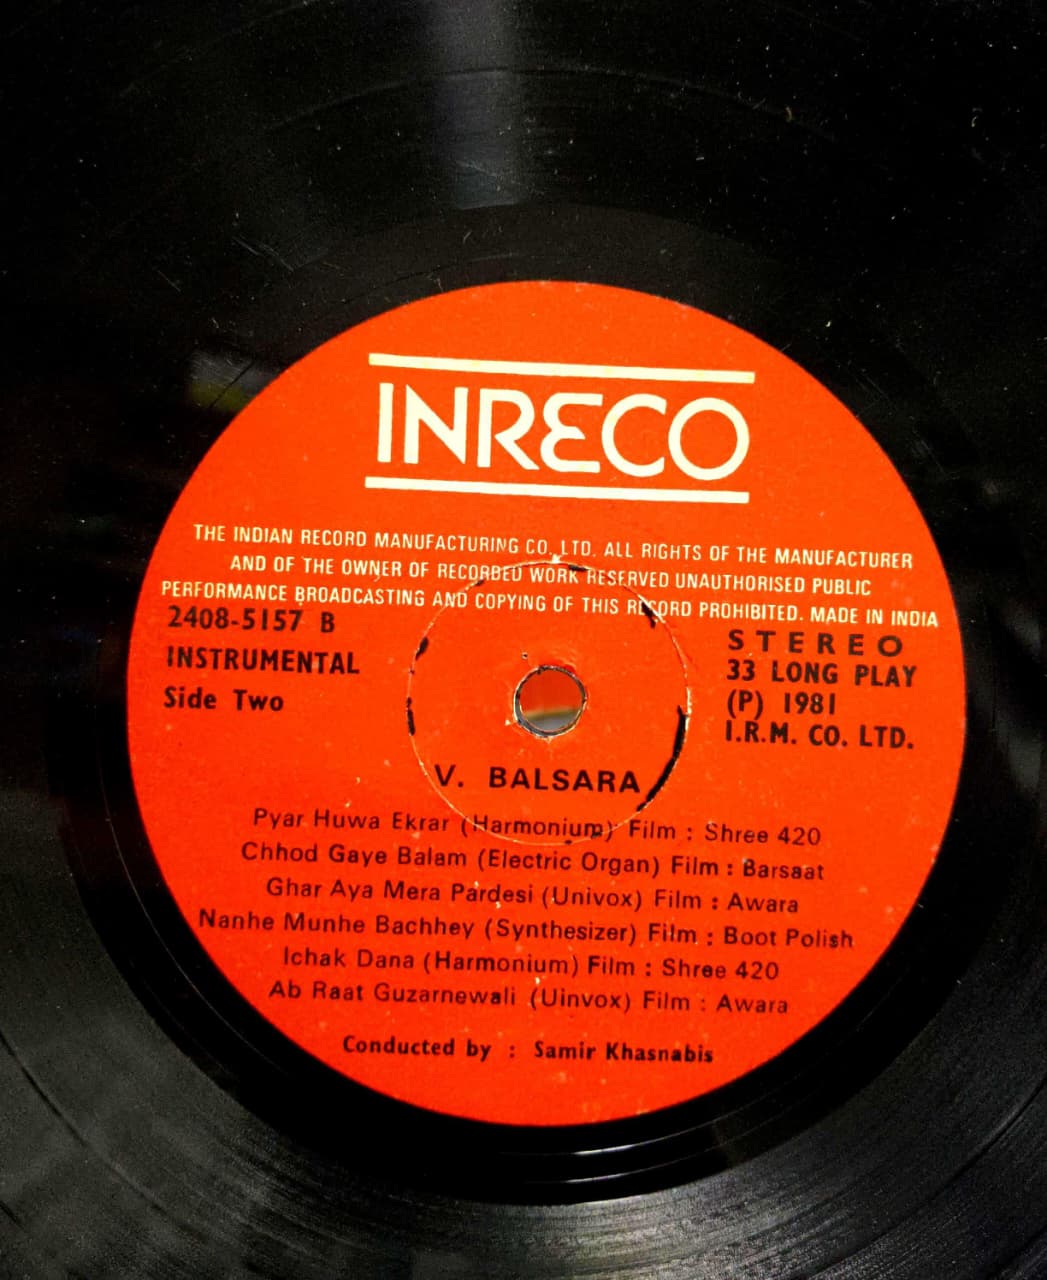 INRECO
THE INDIAN RECORD MANUFACTURING CO. LTD. ALL RIGHTS OF THE MANUFACTURER
AND OF THE OWNER OF RECORDED WORK RESERVED UNAUTHORISED PUBLIC
PERFORMANCE BROADCASTING AND COPYING OF THIS RECORD PROHIBITED. MADE IN INDIA
2408-5157 B
INSTRUMENTAL
Side Two
STEREO
33 LONG PLAY
(P) 1981
I.R.M. CO. LTD.
V. BALSARA
Pyar Huwa Ekrar (Harmonium) Film : Shree 420
Chhod Gaye Balam (Electric Organ) Film : Barsaat
Ghar Aya Mera Pardesi (Univox) Film : Awara
Nanhe Munhe Bachhey (Synthesizer) Film : Boot Polish
Ichak Dana (Harmonium) Film : Shree 420
Ab Raat Guzarnewali (Uinvox) Film : Awara
Conducted by : Samir Khasnabis